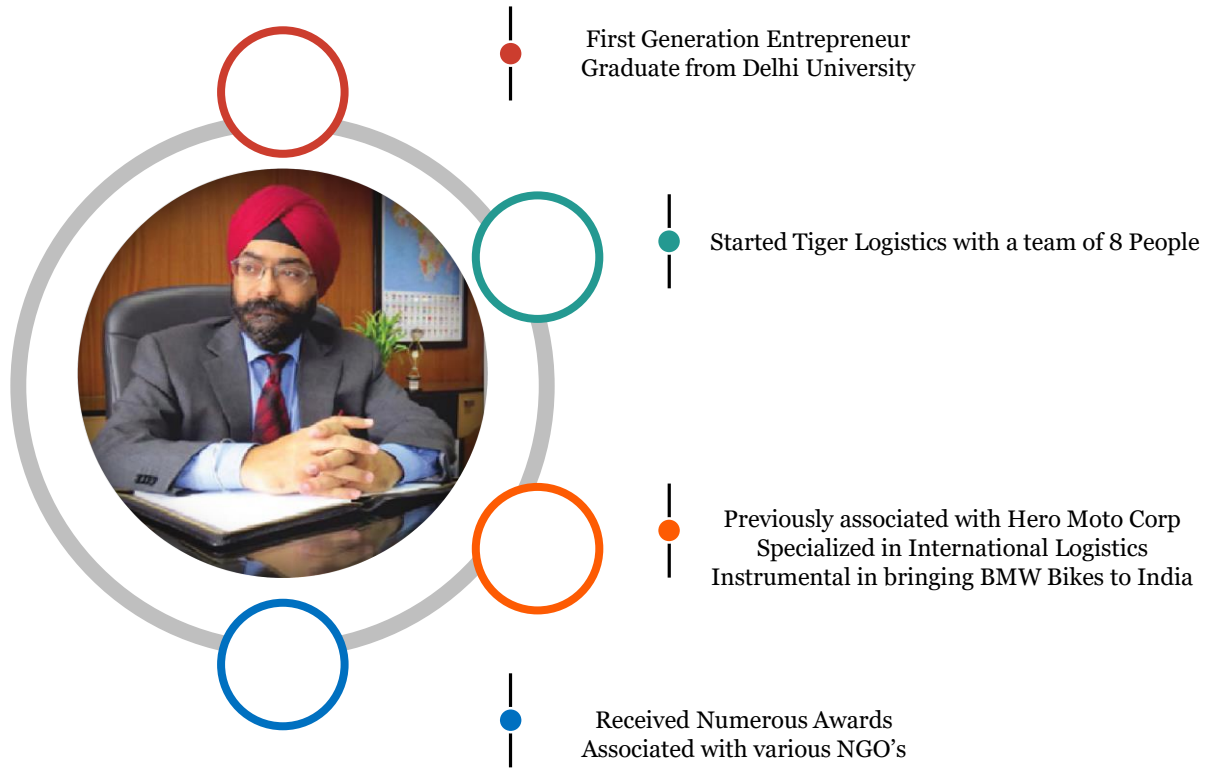 First Generation Entrepreneur
Graduate from Delhi University
Started Tiger Logistics with a team of 8 People
Previously associated with Hero Moto Corp
Specialized in International Logistics
Instrumental in bringing BMW Bikes to India
Received Numerous Awards
Associated with various NGO’s